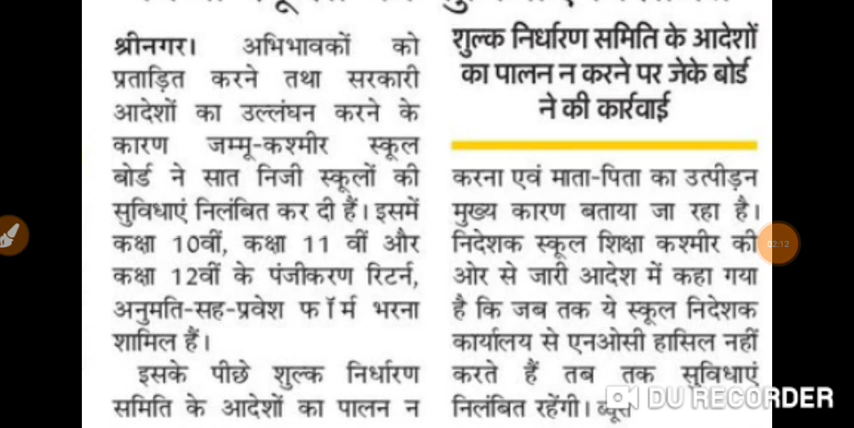 श्रीनगर। अभिभावकों को
प्रताड़ित करने तथा सरकारी
आदेशों का उल्लंघन करने के
कारण जम्मू-कश्मीर स्कूल
बोर्ड ने सात निजी स्कूलों की
सुविधाएं निलंबित कर दी हैं। इसमें
कक्षा 10वीं, कक्षा 11 वीं और
कक्षा 12वीं के पंजीकरण रिटर्न,
अनुमति-सह-प्रवेश फॉर्म भरना
शामिल हैं।
इसके पीछे शुल्क निर्धारण
समिति के आदेशों का पालन न
शुल्क निर्धारण समिति के आदेशों
का पालन न करने पर जेके बोर्ड
ने की कार्रवाई
करना एवं माता-पिता का उत्पीड़न
मुख्य कारण बताया जा रहा है।
निदेशक स्कूल शिक्षा कश्मीर की
ओर से जारी आदेश में कहा गया
है कि जब तक ये स्कूल निदेशक
कार्यालय से एनओसी हासिल नहीं
करते हैं तब तक सुविधाएं
निलंबित रहेंगी। ब्यूरो
02:12
DU RECORDER